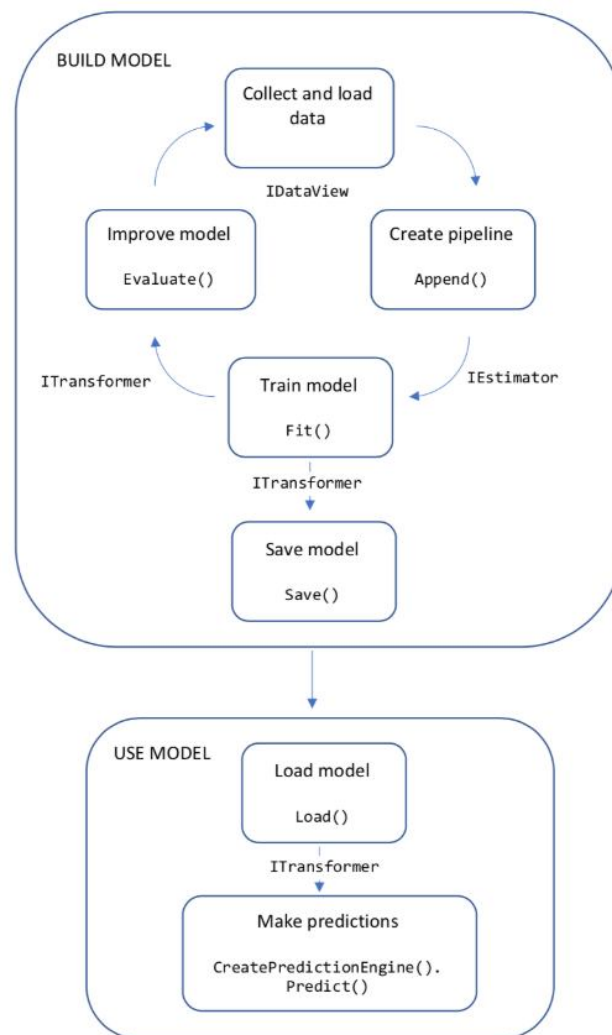 BUILD MODEL
Collect and load
data
IDataView
Improve model
Evaluate()
Create pipeline
Append()
ITransformer
IEstimator
Train model
Fit()
ITransformer
Save model
Save()
USE MODEL
Load model
Load()
ITransformer
Make predictions
CreatePredictionEngine().
Predict()